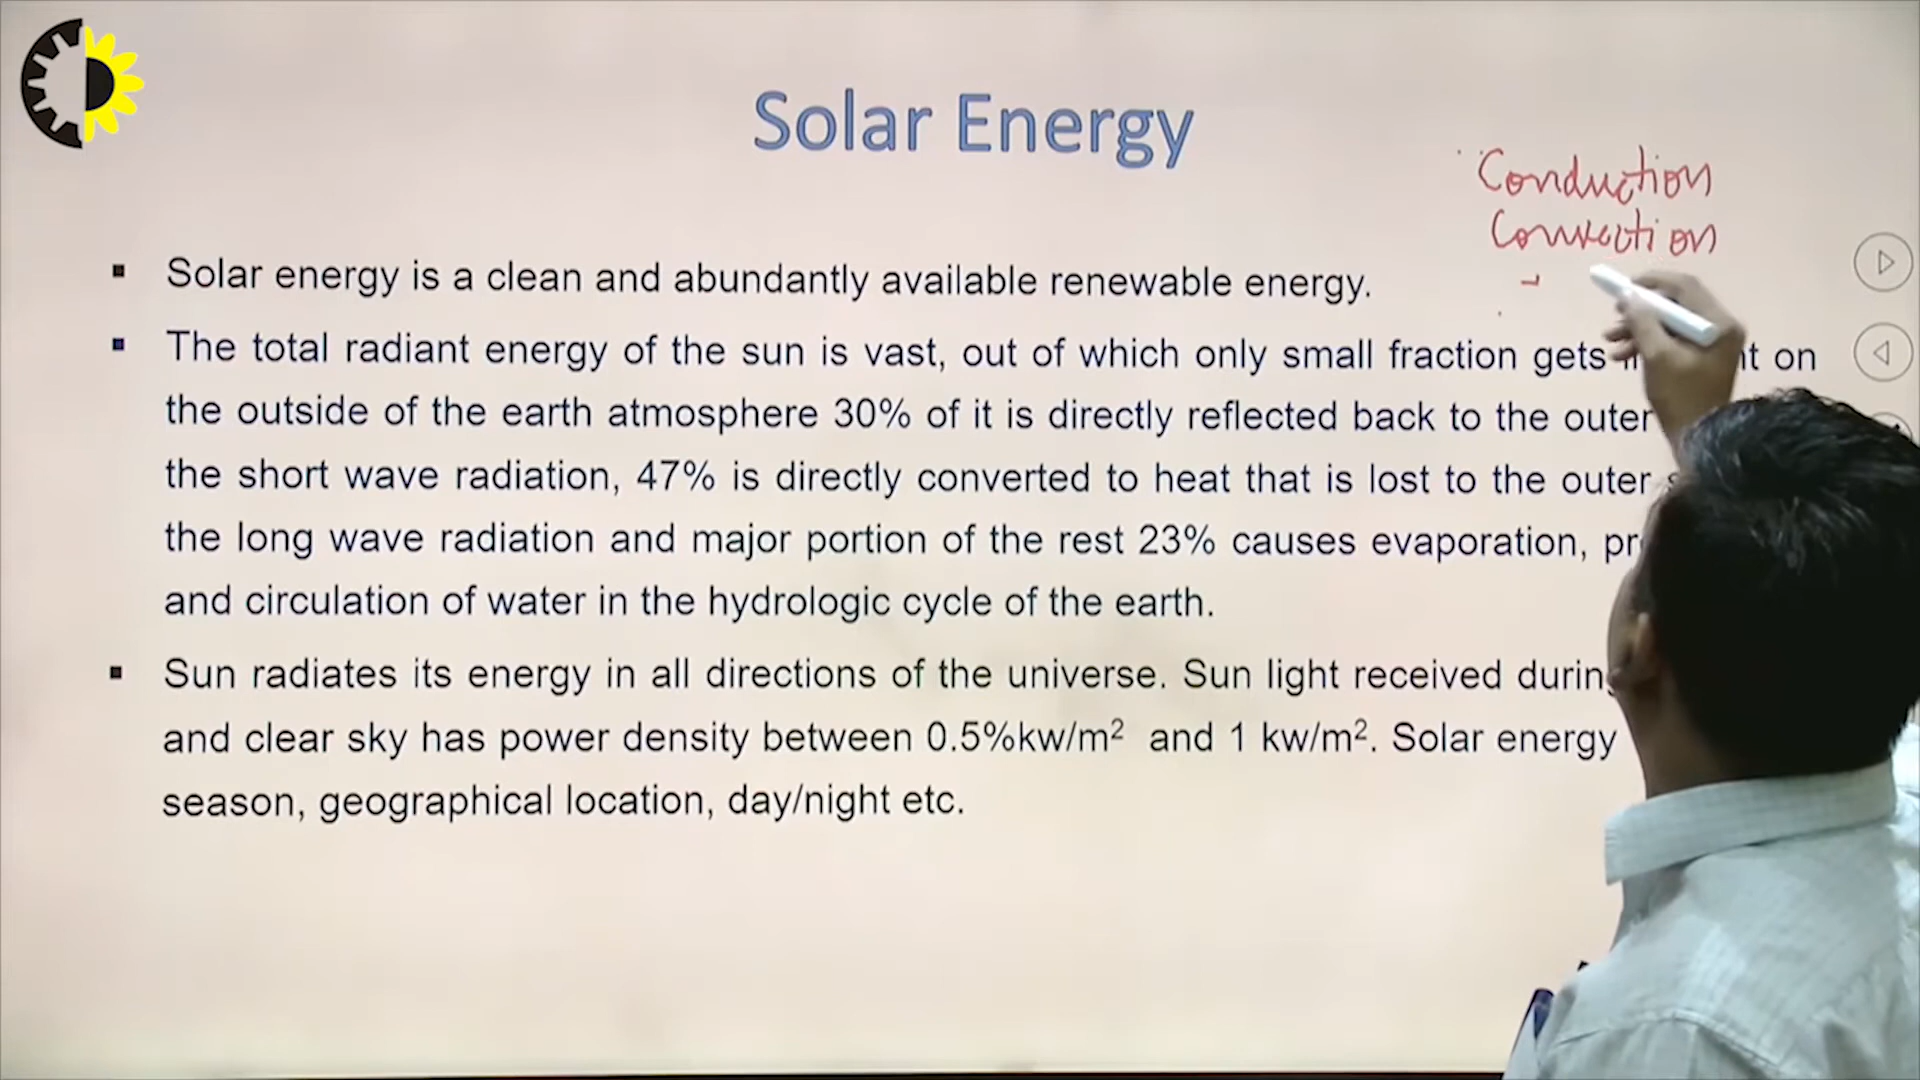 Solar Energy
Conduction
Convection
▪ Solar energy is a clean and abundantly available renewable energy.
▪ The total radiant energy of the sun is vast, out of which only small fraction gets on
the outside of the earth atmosphere 30% of it is directly reflected back to the outer
the short wave radiation, 47% is directly converted to heat that is lost to the outer
the long wave radiation and major portion of the rest 23% causes evaporation,
and circulation of water in the hydrologic cycle of the earth.
▪ Sun radiates its energy in all directions of the universe. Sun light received
and clear sky has power density between 0.5%kw/m² and 1 kw/m². Solar energy
season, geographical location, day/night etc.